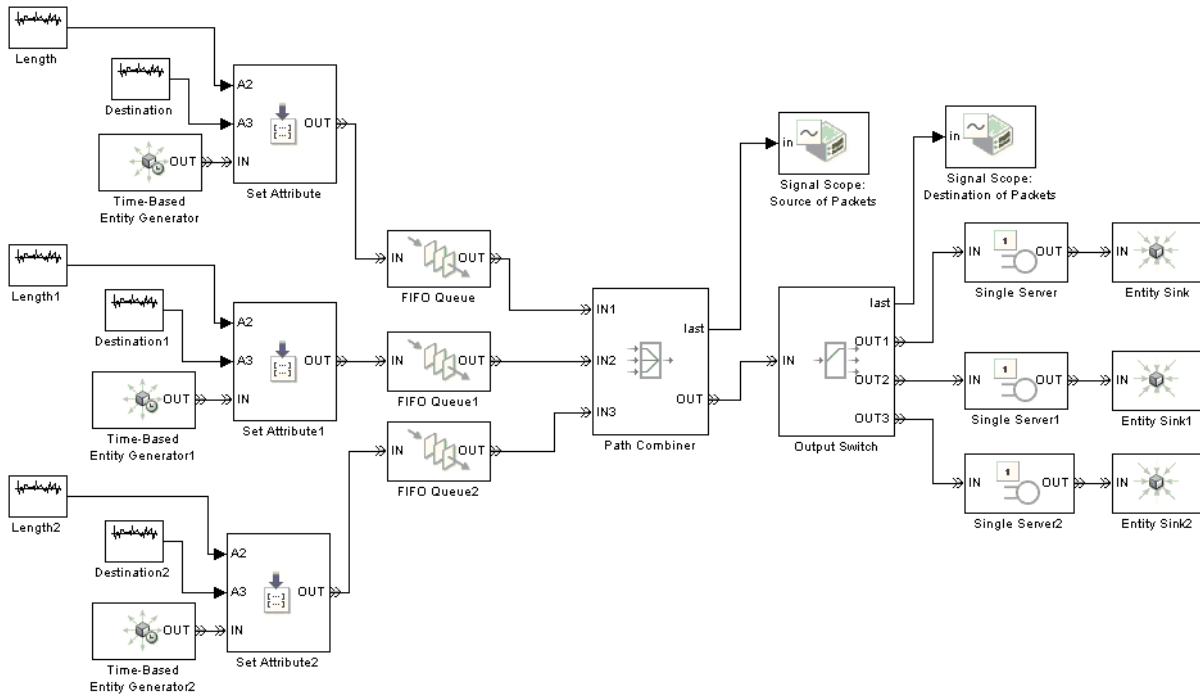 Length
Destination
A2
A3
OUT
OUT
IN
Set Attribute
Time-Based
Entity Generator
in
Signal Scope:
Source of Packets
in
Signal Scope:
Destination of Packets
Length1
Destination1
A2
A3
OUT
OUT
IN
Set Attribute1
Time-Based
Entity Generator1
IN
OUT
FIFO Queue
IN
OUT
FIFO Queue1
IN
OUT
FIFO Queue2
IN1
IN2
IN3
last
OUT
Path Combiner
IN
last
OUT1
OUT2
OUT3
Output Switch
IN
1
OUT
Single Server
IN
Entity Sink
IN
1
OUT
Single Server1
IN
Entity Sink1
IN
1
OUT
Single Server2
IN
Entity Sink2
Length2
Destination2
A2
A3
OUT
OUT
IN
Set Attribute2
Time-Based
Entity Generator2